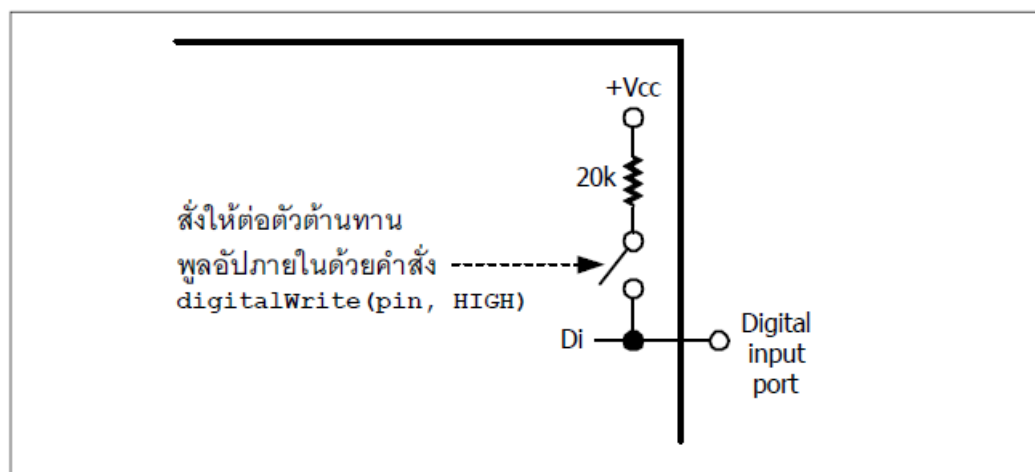 +Vcc
20k
สั่งให้ต่อตัวต้านทาน
พูลอัปภายในด้วยคำสั่ง
digitalWrite(pin, HIGH)
Di
Digital
input
port